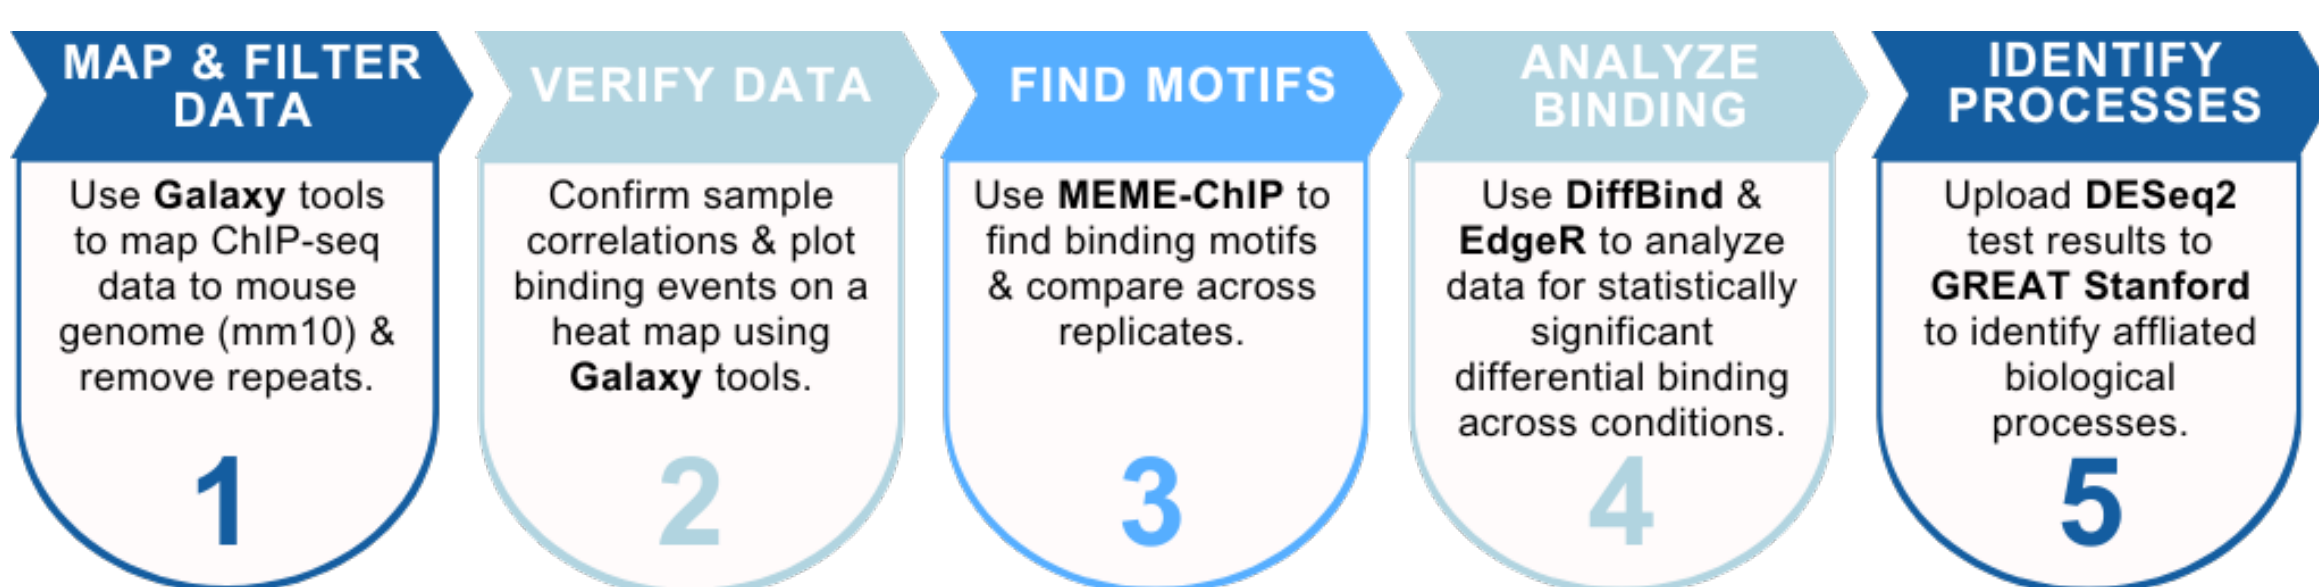 MAP & FILTER
DATA
Use Galaxy tools
to map ChIP-seq
data to mouse
genome (mm10) &
remove repeats.
1
VERIFY DATA
Confirm sample
correlations & plot
binding events on a
heat map using
Galaxy tools.
2
FIND MOTIFS
Use MEME-ChIP to
find binding motifs
& compare across
replicates.
3
ANALYZE
BINDING
Use DiffBind &
EdgeR to analyze
data for statistically
significant
differential binding
across conditions.
4
IDENTIFY
PROCESSES
Upload DESeq2
test results to
GREAT Stanford
to identify affliated
biological
processes.
5